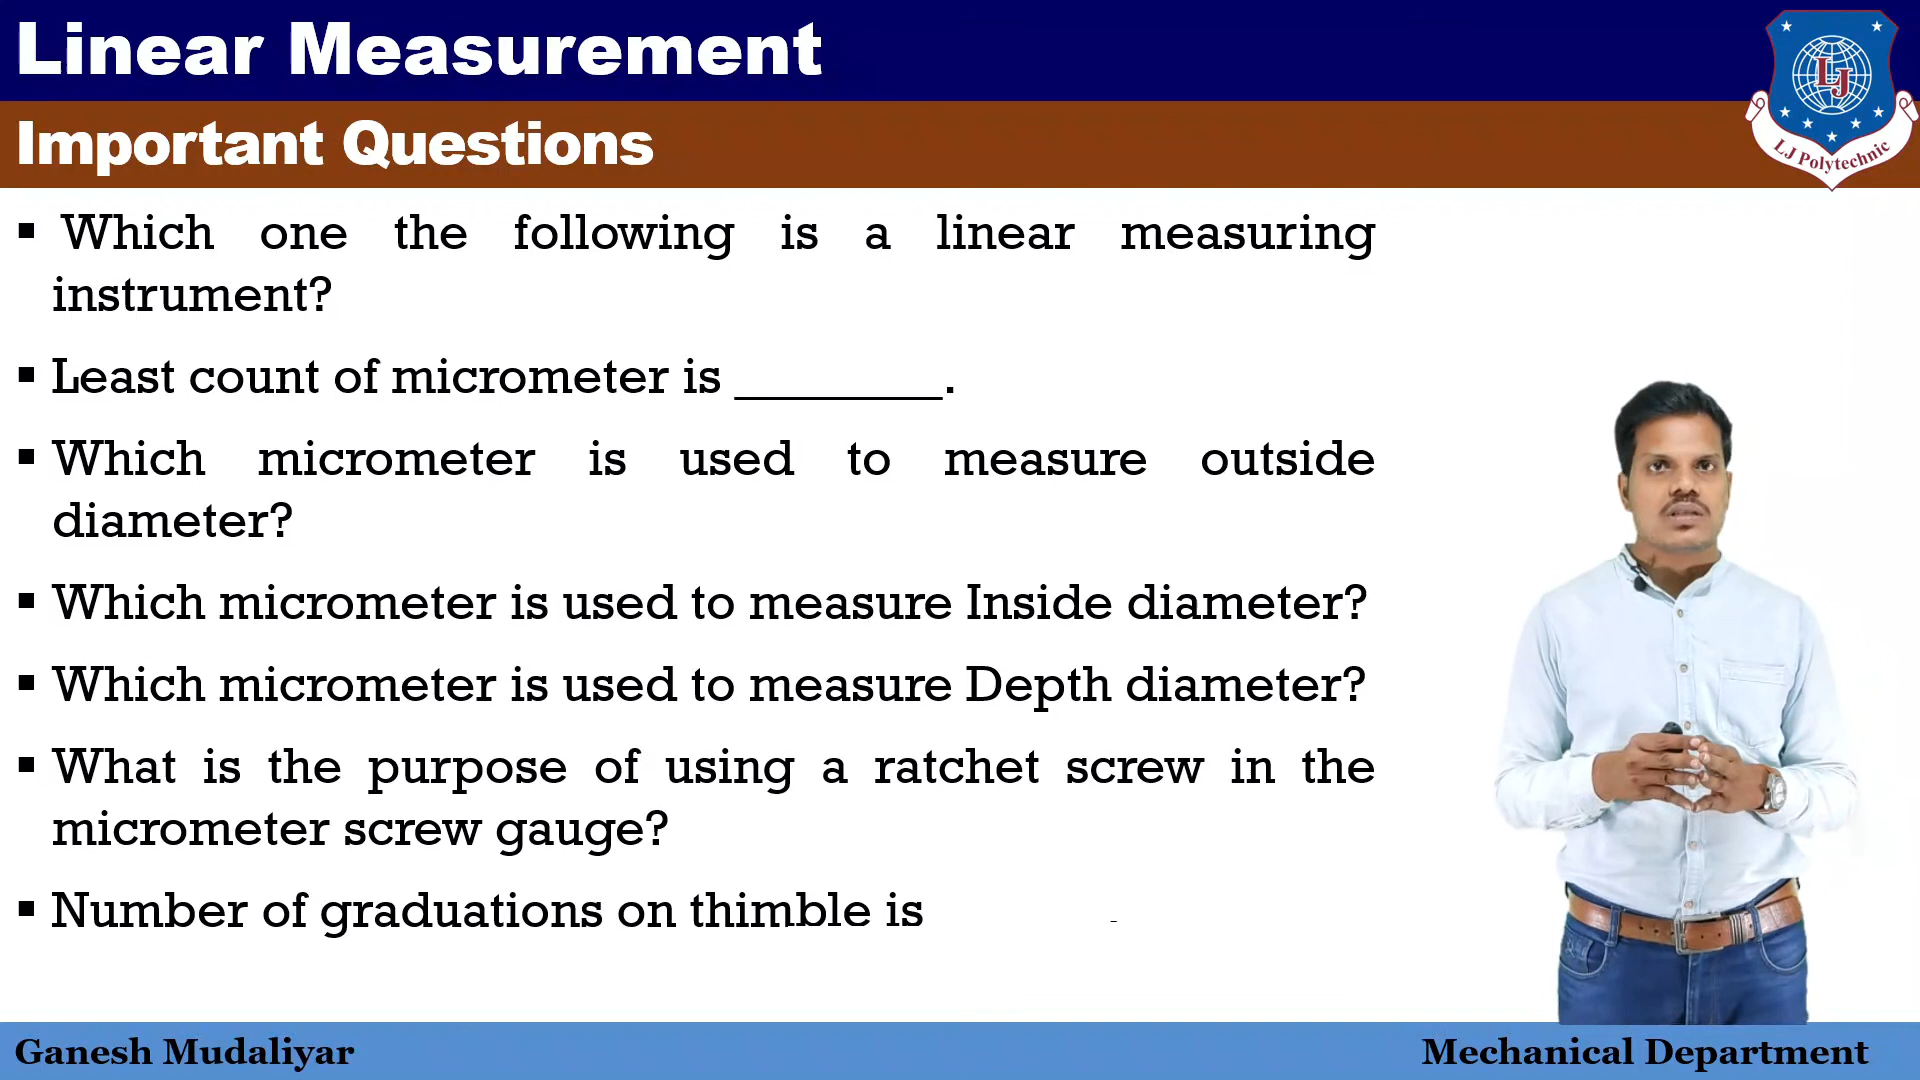 Linear Measurement
Important Questions
LJ
LJ Polytechnic
▪ Which one the following is a linear measuring
instrument?
▪ Least count of micrometer is ________.
▪ Which micrometer is used to measure outside
diameter?
▪ Which micrometer is used to measure Inside diameter?
▪ Which micrometer is used to measure Depth diameter?
▪ What is the purpose of using a ratchet screw in the
micrometer screw gauge?
▪ Number of graduations on thimble is
Ganesh Mudaliyar
Mechanical Department